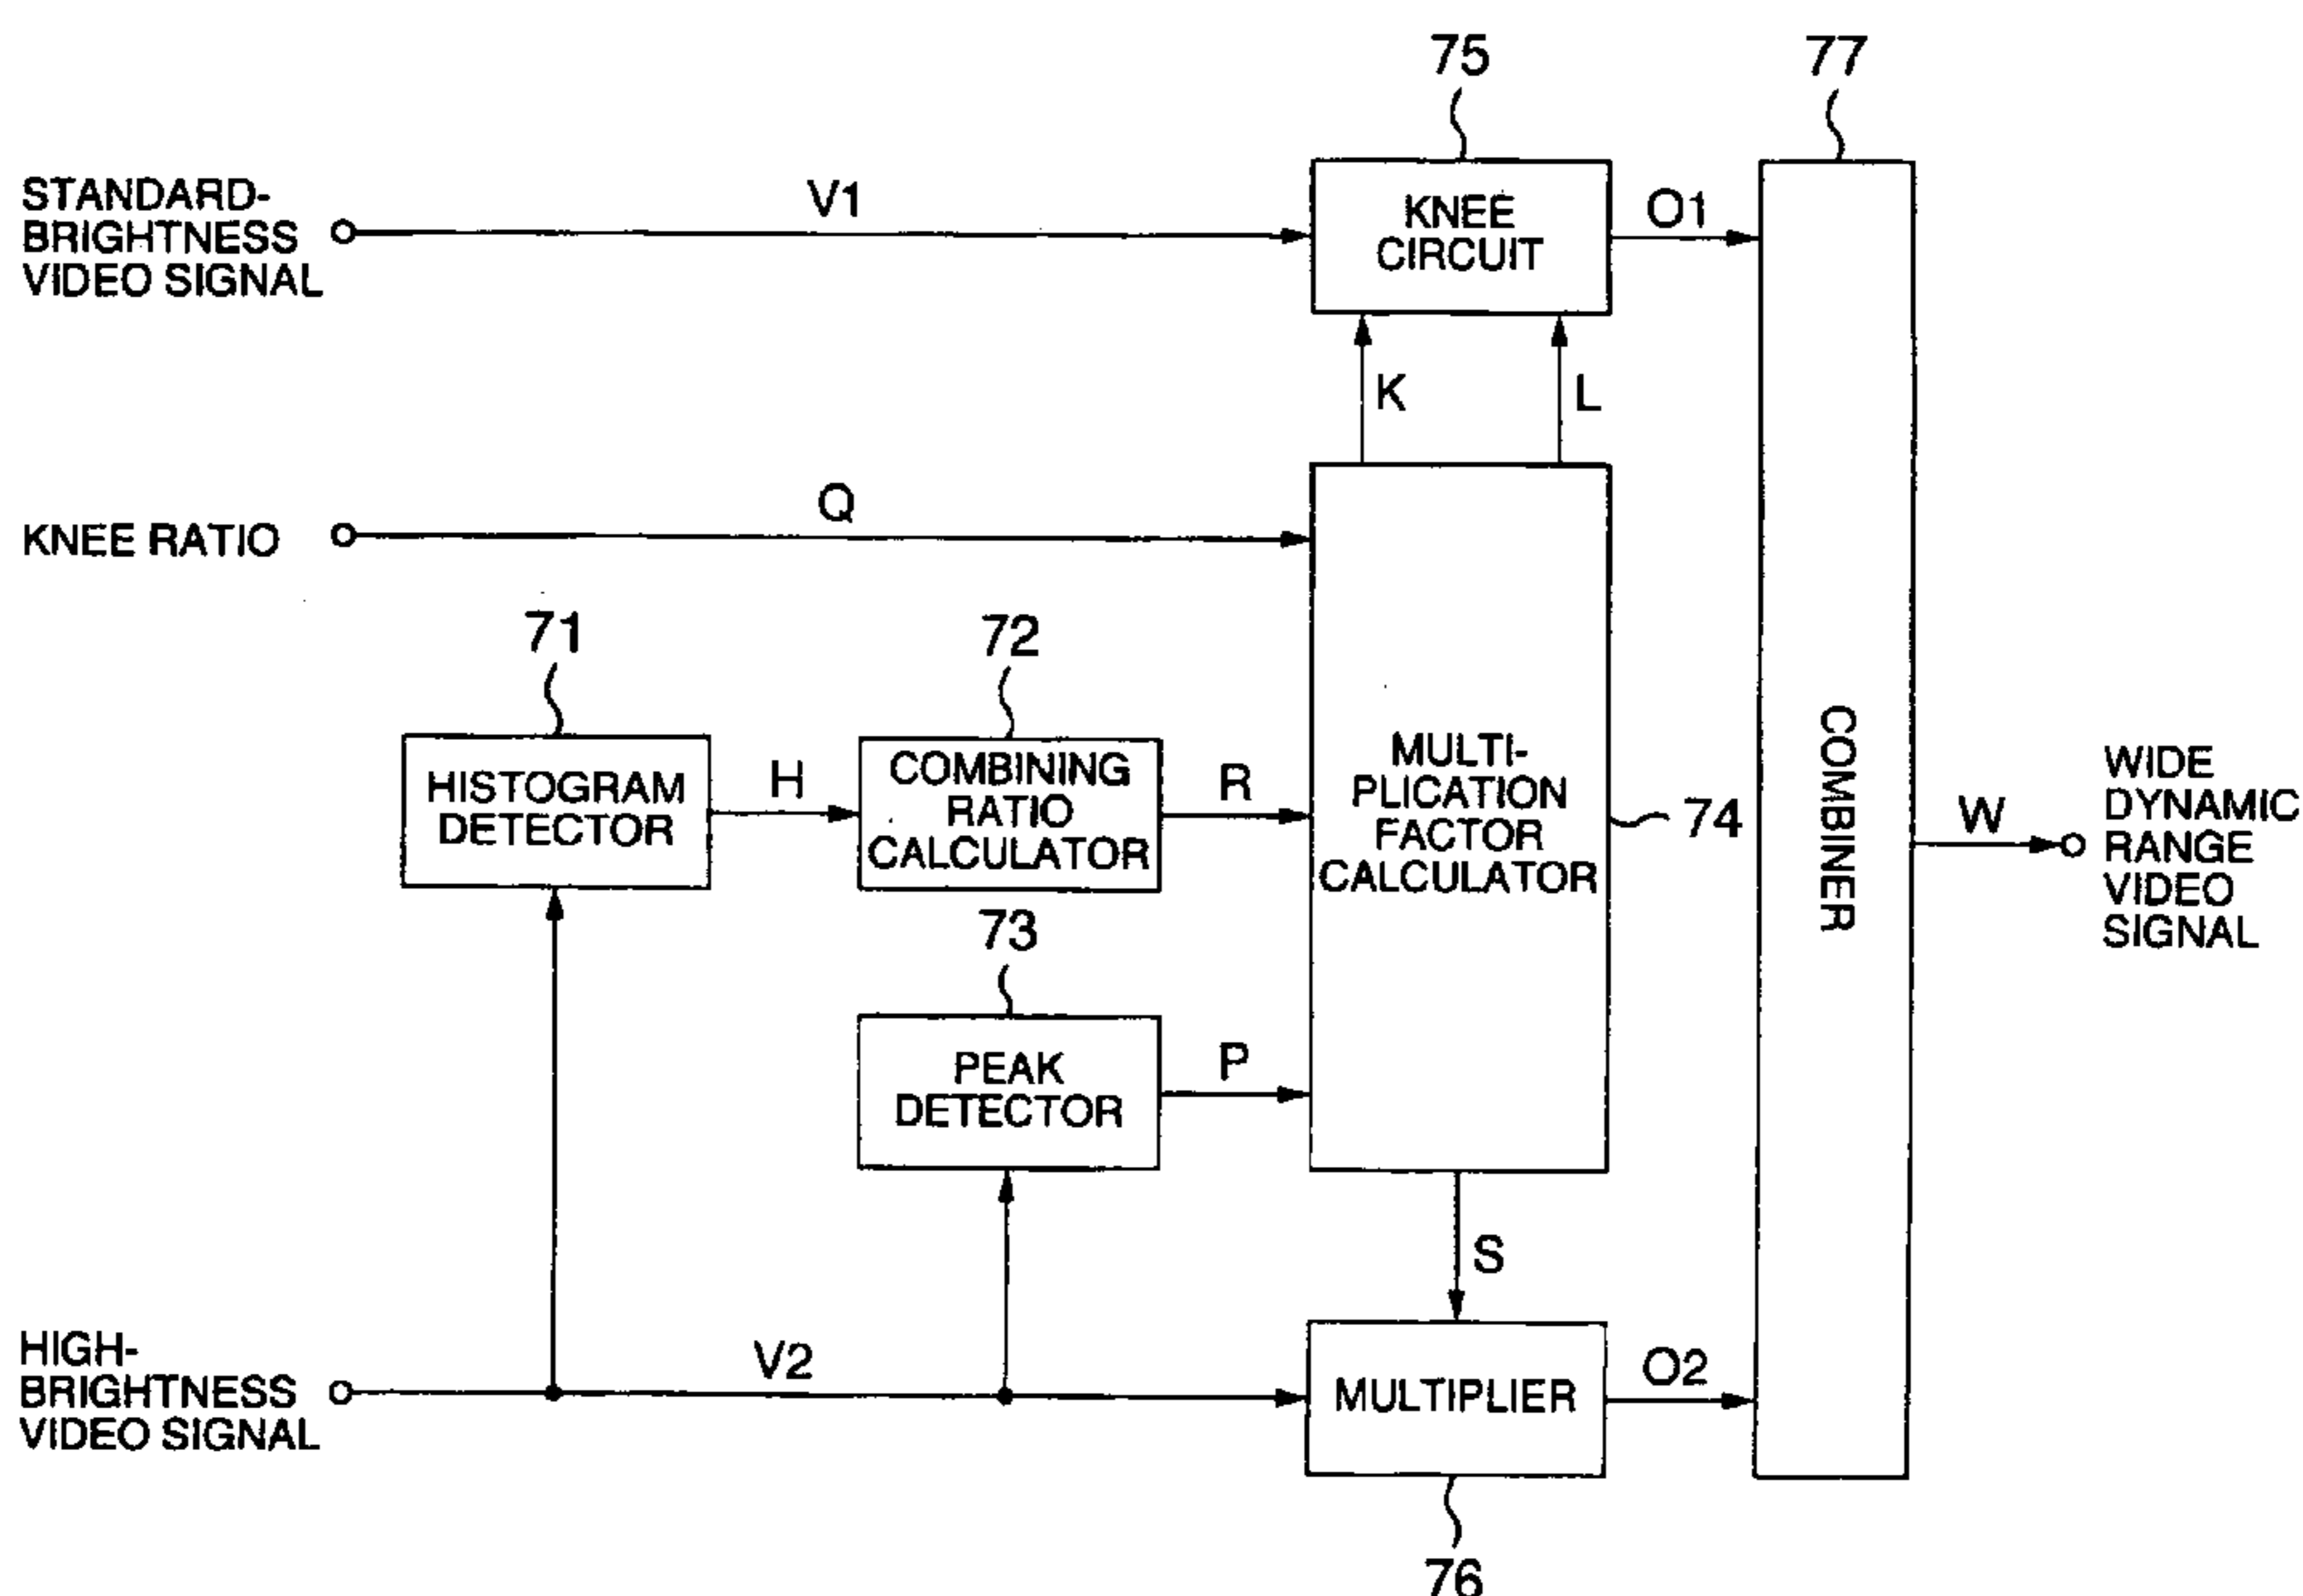 75
77
STANDARD-
BRIGHTNESS
VIDEO SIGNAL
V1
KNEE
CIRCUIT
O1
K
L
KNEE RATIO
Q
71
72
HISTOGRAM
DETECTOR
H
COMBINING
RATIO
CALCULATOR
R
MULTI-
PLICATION
FACTOR
CALCULATOR
74
COMBINER
W
WIDE
DYNAMIC
RANGE
VIDEO
SIGNAL
73
PEAK
DETECTOR
P
S
HIGH-
BRIGHTNESS
VIDEO SIGNAL
V2
MULTIPLIER
O2
76